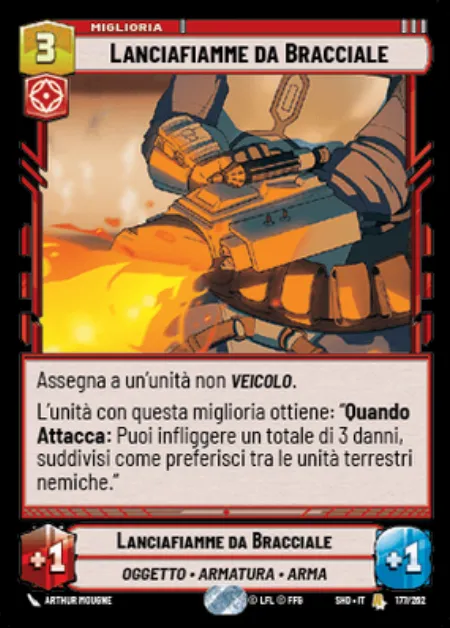 MIGLIORIA
3
LANCIAFIAMME DA BRACCIALE
Assegna a un'unità non VEICOLO.
L'unità con questa miglioria ottiene: "Quando
Attacca: Puoi infliggere un totale di 3 danni,
suddivisi come preferisci tra le unità terrestri
nemiche."
+1
LANCIAFIAMME DA BRACCIALE
+1
OGGETTO • ARMATURA • ARMA
ARTHUR MOUGNE
© LFL © FFG
SHD • IT
177/262